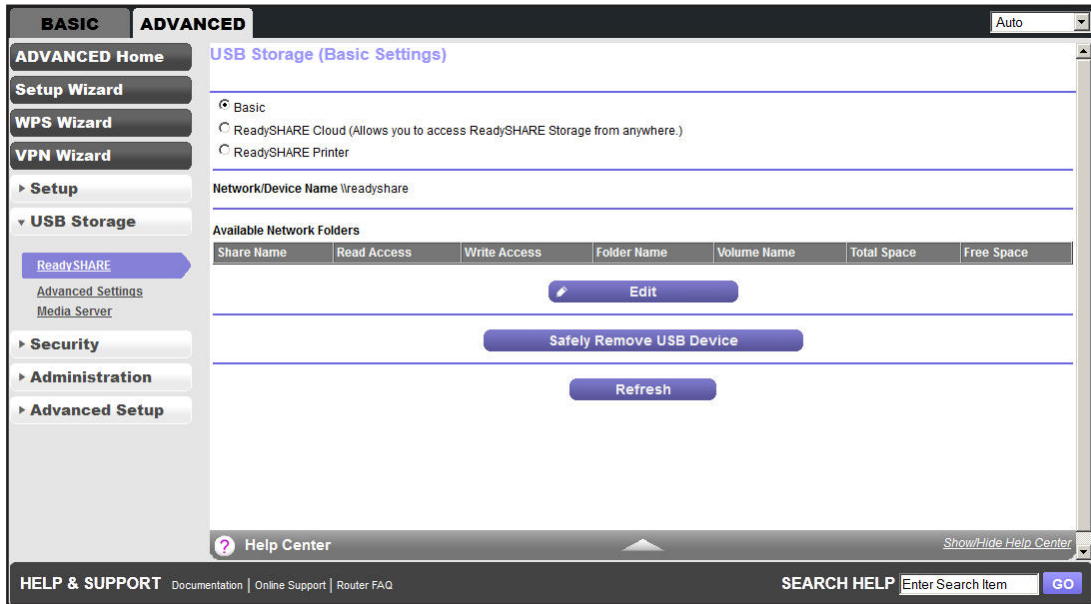 BASIC ADVANCED Auto
ADVANCED Home
Setup Wizard
WPS Wizard
VPN Wizard
Setup
USB Storage
ReadySHARE
Advanced Settings
Media Server
Security
Administration
Advanced Setup
USB Storage (Basic Settings)
Basic
ReadySHARE Cloud (Allows you to access ReadySHARE Storage from anywhere.)
ReadySHARE Printer
Network/Device Name \\readyshare
Available Network Folders
Share Name Read Access Write Access Folder Name Volume Name Total Space Free Space
Edit
Safely Remove USB Device
Refresh
? Help Center Show/Hide Help Center
HELP & SUPPORT Documentation | Online Support | Router FAQ SEARCH HELP Enter Search Item GO